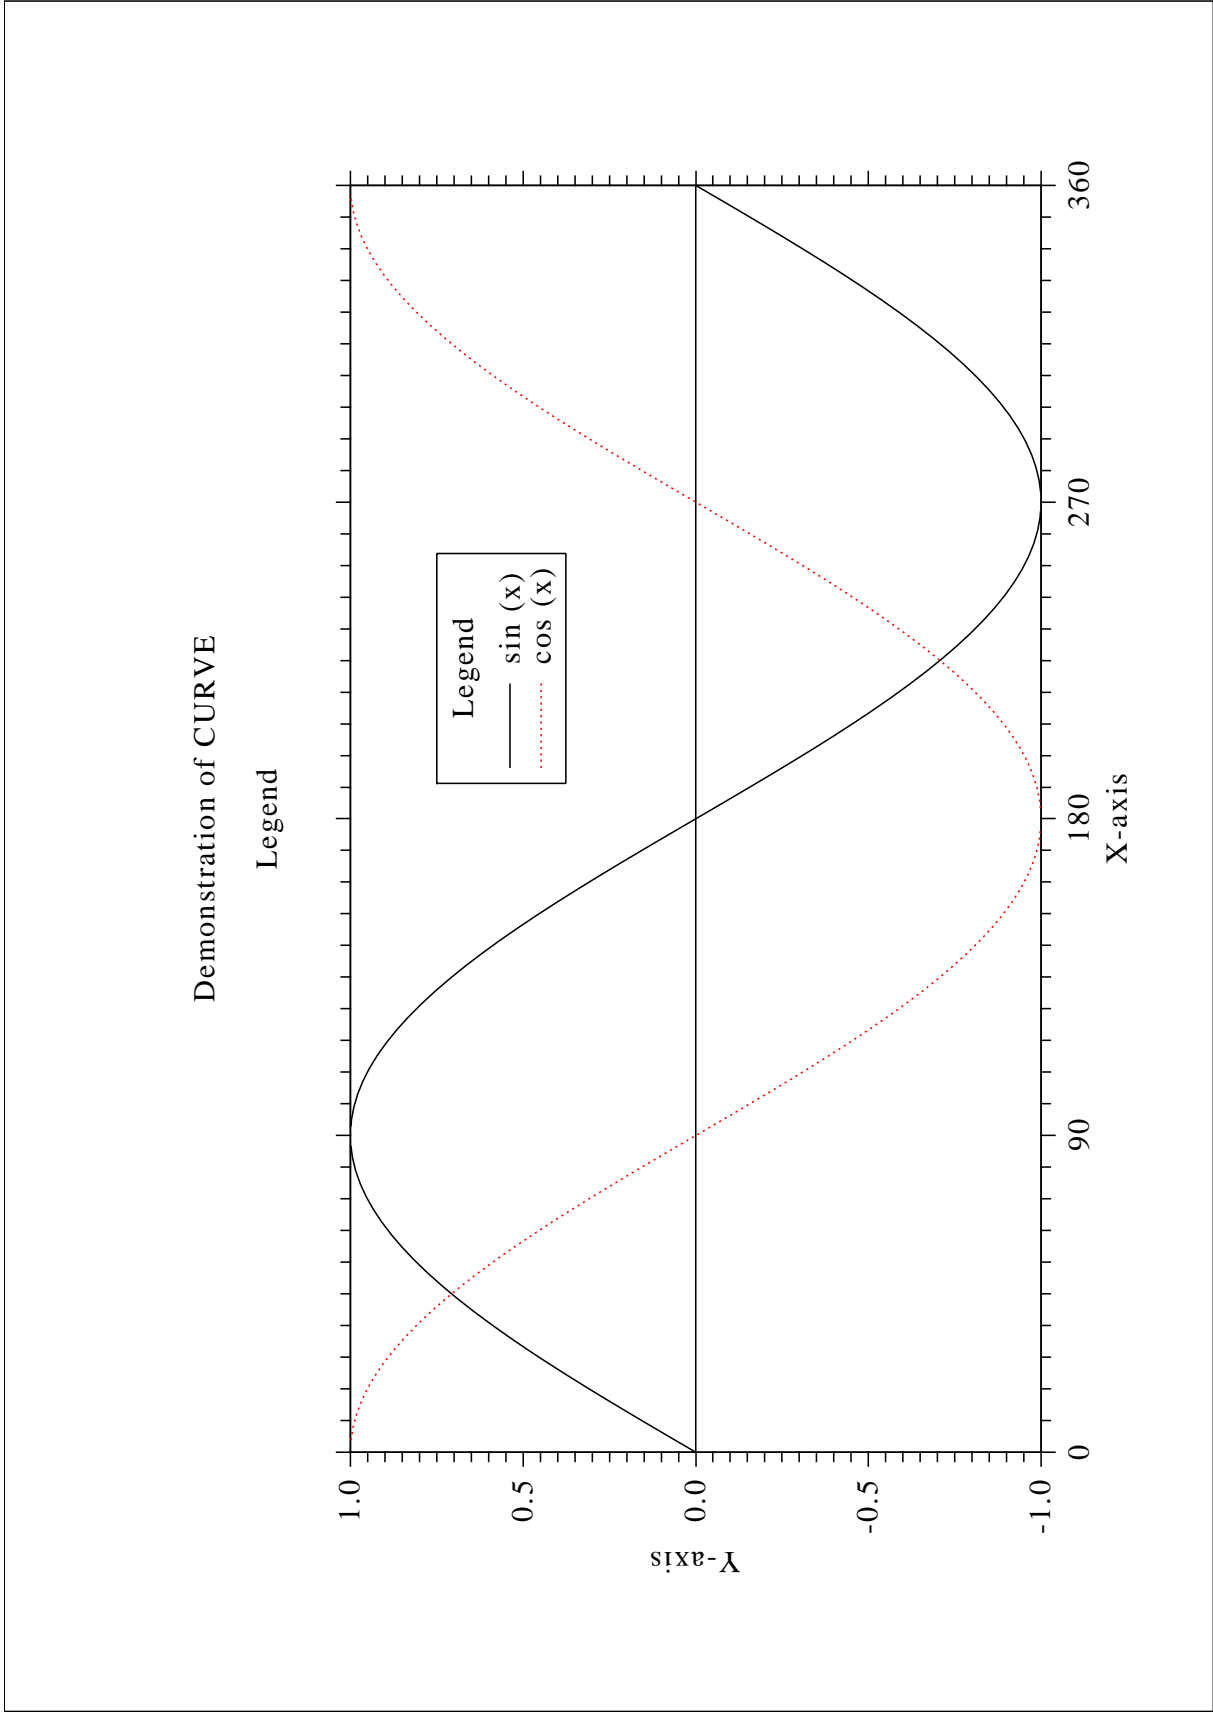 Demonstration of CURVE
Legend
Legend
sin (x)
cos (x)
1.0
0.5
0.0
-0.5
-1.0
Y-axis
0
90
180
270
360
X-axis